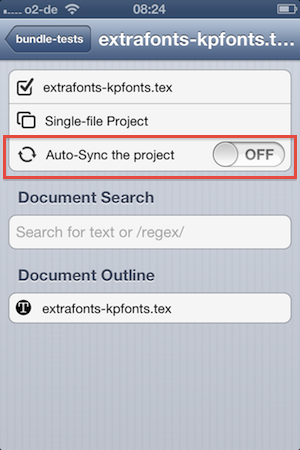 o2-de 08:24
bundle-tests extrafonts-kpfonts.t...
extrafonts-kpfonts.tex
Single-file Project
Auto-Sync the project OFF
Document Search
Search for text or /regex/
Document Outline
T extrafonts-kpfonts.tex